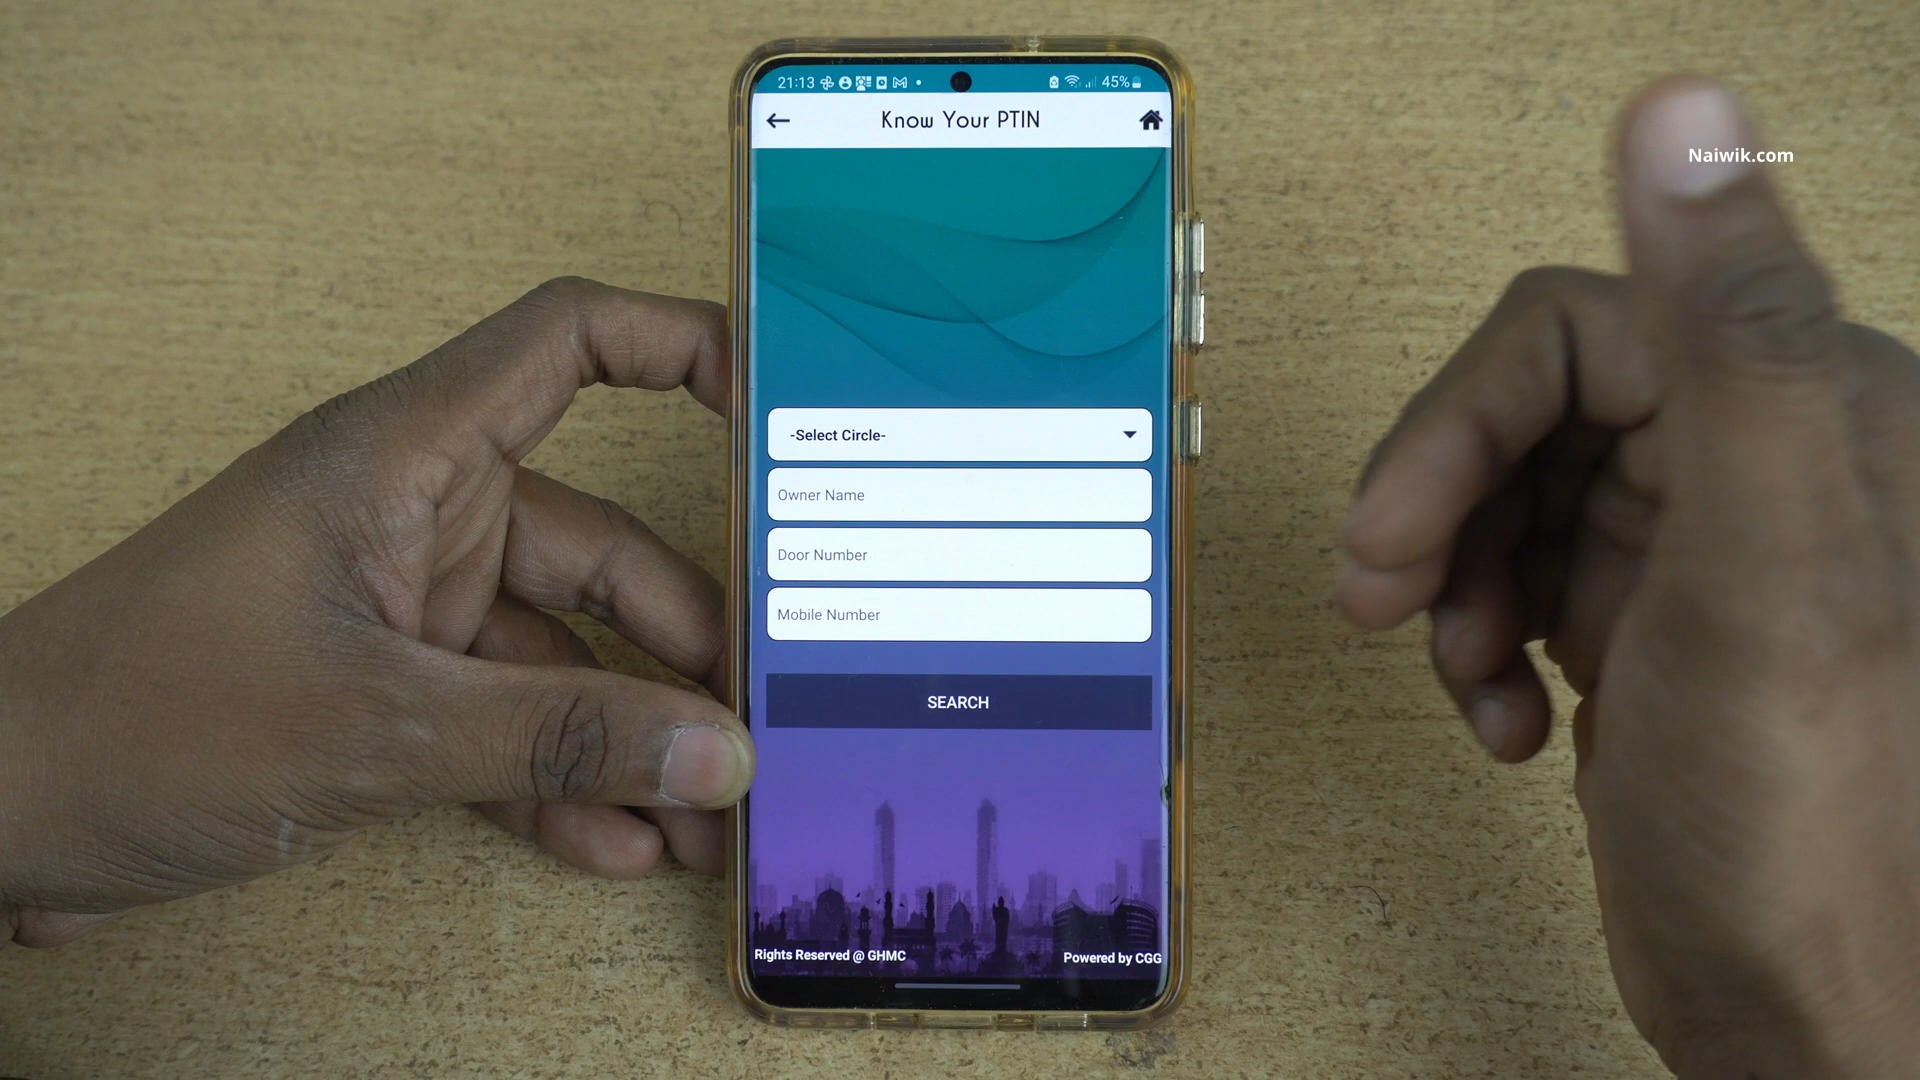 21:13
45%
Know Your PTIN
Naiwik.com
-Select Circle-
Owner Name
Door Number
Mobile Number
SEARCH
Rights Reserved @ GHMC
Powered by CGG